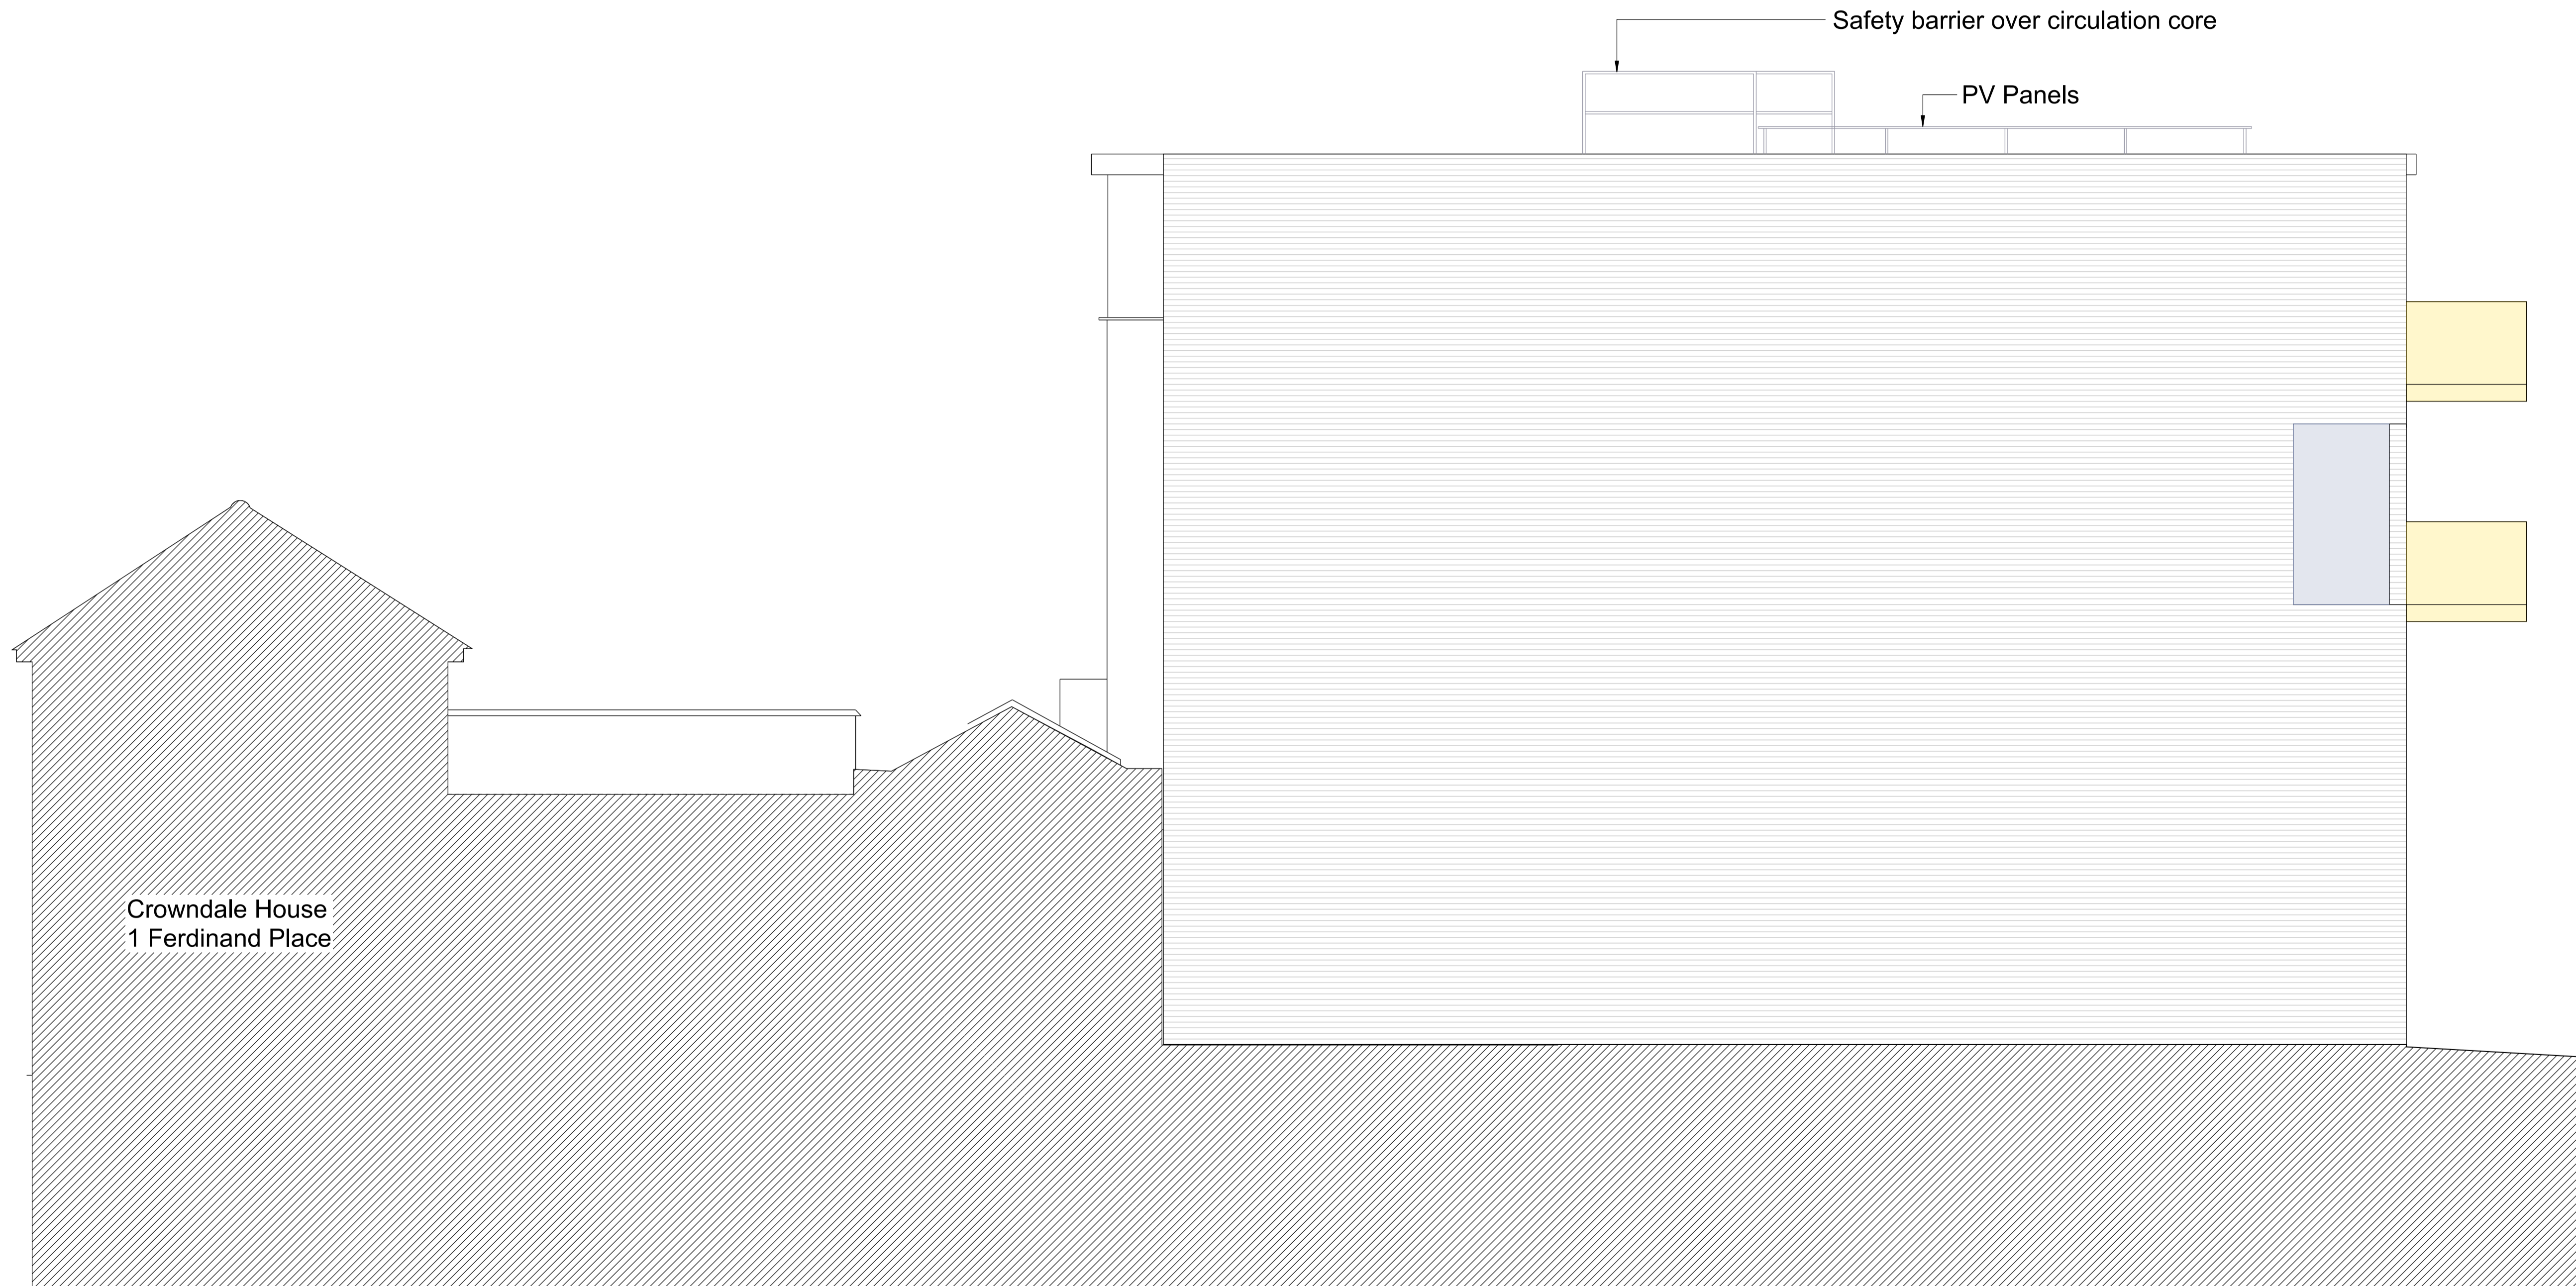 Safety barrier over circulation core
PV Panels
Crowndale House
1 Ferdinand Place